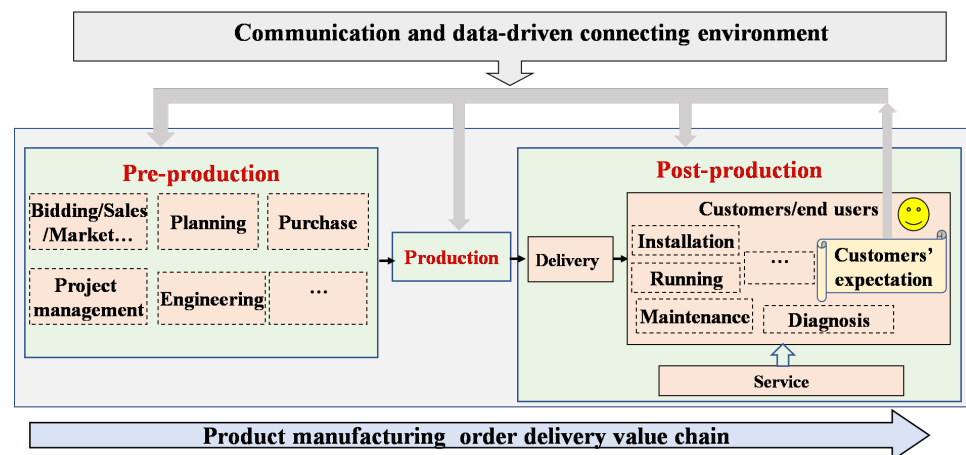 Communication and data-driven connecting environment
Pre-production
Bidding/Sales
/Market…
Planning
Purchase
Project
management
Engineering
…
Production
Post-production
Delivery
Customers/end users
Installation
Running
Maintenance
…
Diagnosis
Customers’
expectation
Service
Product manufacturing order delivery value chain